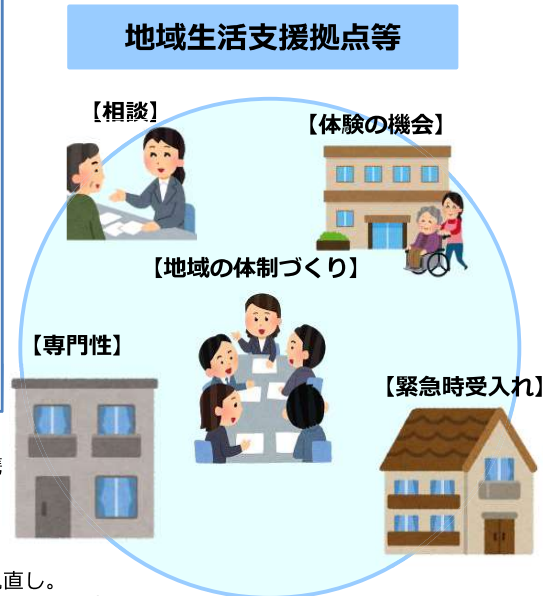 地域生活支援拠点等
【相談】
【体験の機会】
【地域の体制づくり】
【専門性】
【緊急時受入れ】
直し。